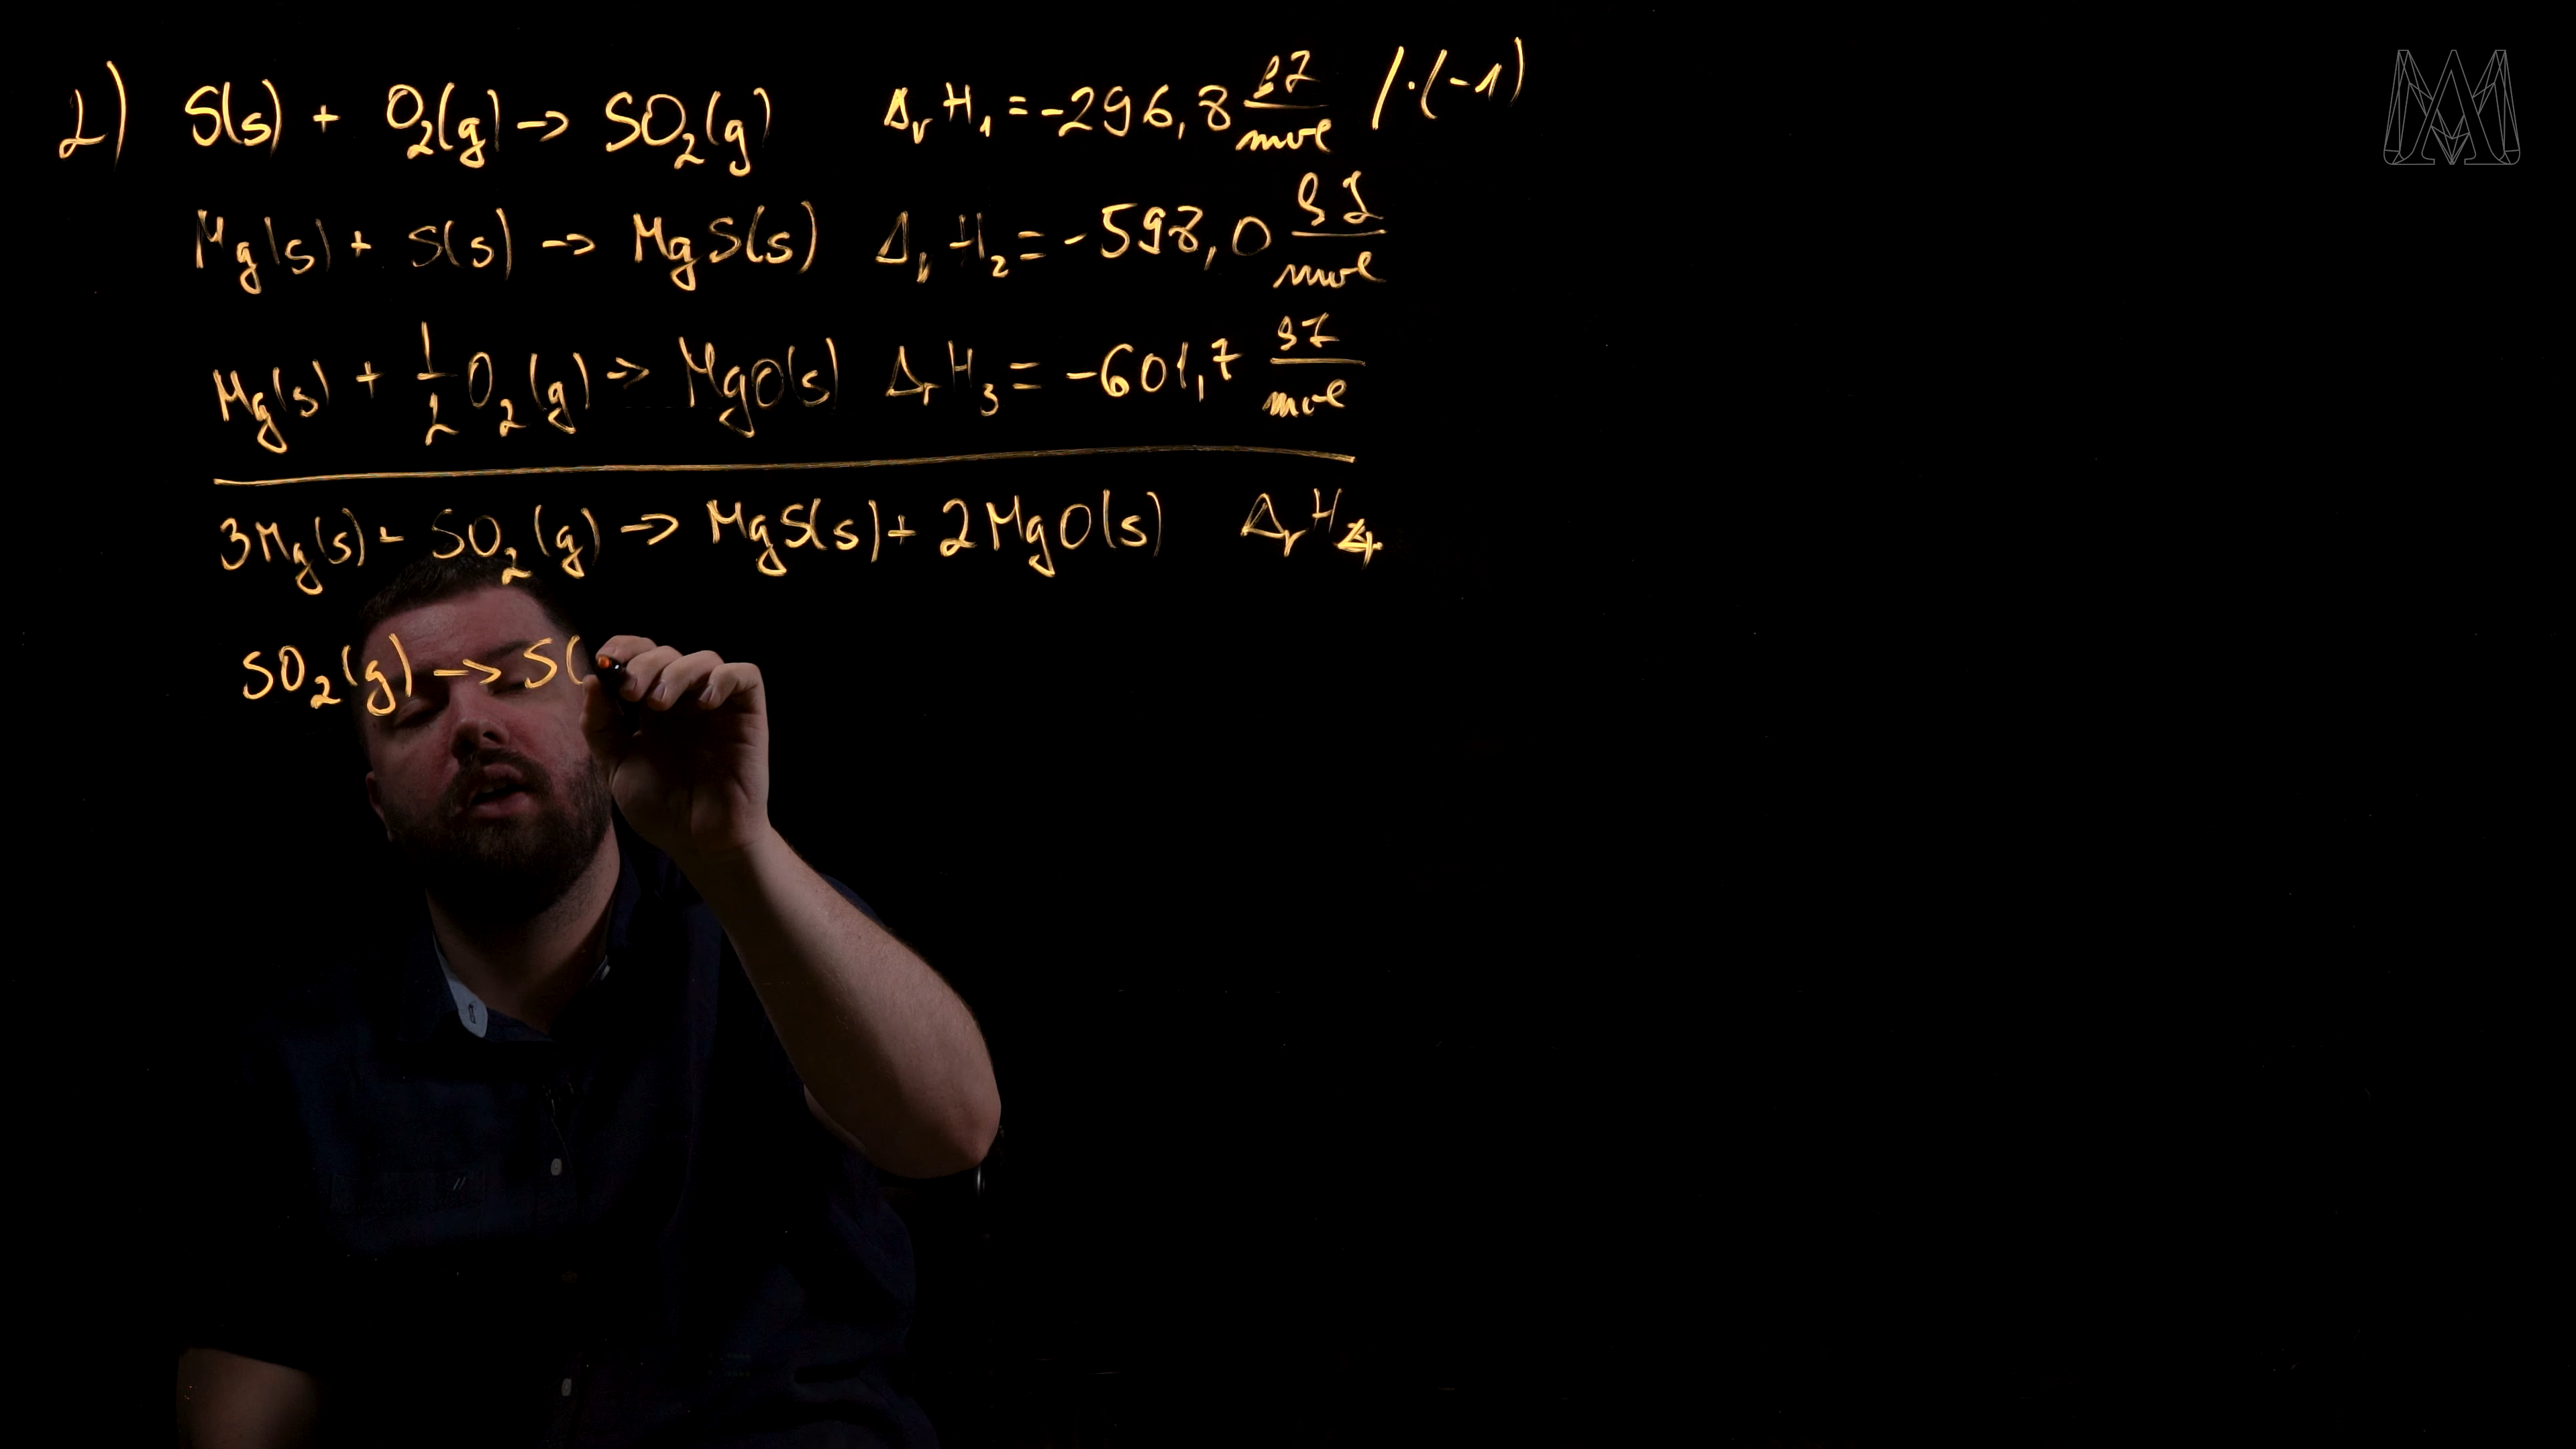 2) S(s) + O₂(g) → SO₂(g) ΔᵣH₁ = -296,8 kJ/mol /·(-1)
Mg(s) + S(s) → MgS(s) ΔᵣH₂ = -598,0 kJ/mol
Mg(s) + 1/2 O₂(g) → MgO(s) ΔᵣH₃ = -601,7 kJ/mol
3Mg(s) + SO₂(g) → MgS(s) + 2MgO(s) ΔᵣH₄
SO₂(g) → S(